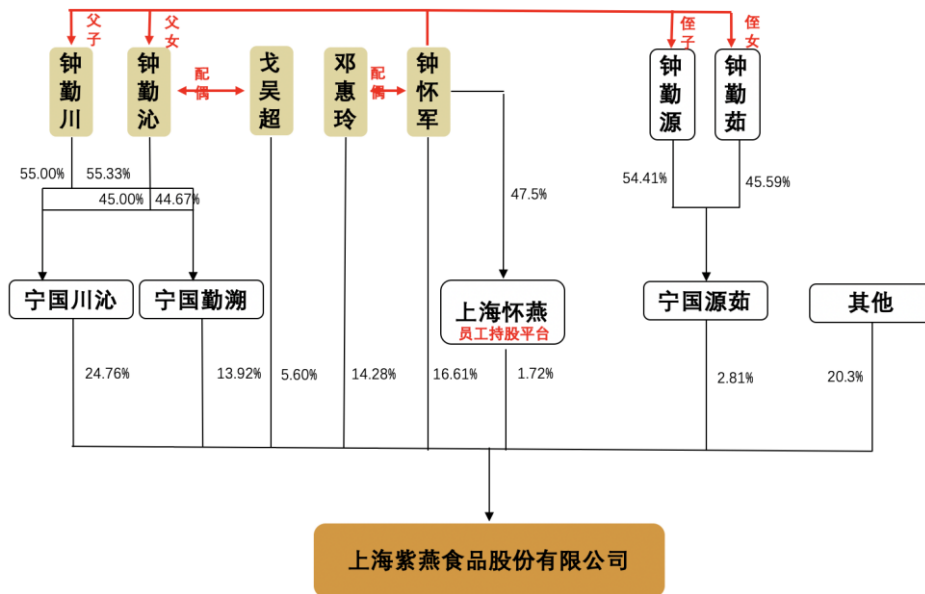 父子
父女
侄子
侄女
钟勤川
钟勤沁
配偶
戈吴超
邓惠玲
配偶
钟怀军
钟勤源
钟勤茹
55.00%
55.33%
45.00%
44.67%
47.5%
54.41%
45.59%
宁国川沁
宁国勤溯
上海怀燕
员工持股平台
宁国源茹
其他
24.76%
13.92%
5.60%
14.28%
16.61%
1.72%
2.81%
20.3%
上海紫燕食品股份有限公司